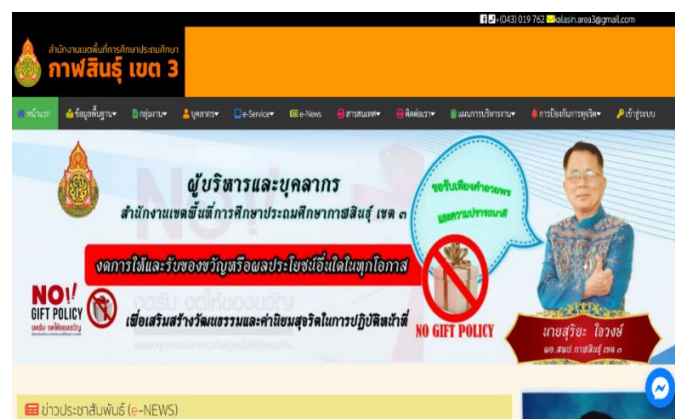 +(043) 019 762 kalasin.area3@gmail.com
สำนักงานเขตพื้นที่การศึกษาประถมศึกษา
กาฬสินธุ์ เขต 3
หน้าแรก ข้อมูลพื้นฐาน กลุ่มงาน บุคลากร e-Service e-News สารสนเทศ ติดต่อเรา แผนการบริหารงาน การป้องกันการทุจริต เข้าสู่ระบบ
ผู้บริหารและบุคลากร
สำนักงานเขตพื้นที่การศึกษาประถมศึกษากาฬสินธุ์ เขต ๓
ขอรับเพียงคำอวยพร
และความปรารถนาดี
งดการให้และรับของขวัญหรือผลประโยชน์อื่นใดในทุกโอกาส
NO!
GIFT POLICY
งดรับ งดให้ของขวัญ
เพื่อเสริมสร้างวัฒนธรรมและค่านิยมสุจริตในการปฏิบัติหน้าที่
NO GIFT POLICY
นายสุริยะ ใจวงษ์
ผอ.สพป.กาฬสินธุ์ เขต ๓
ข่าวประชาสัมพันธ์ (e-NEWS)